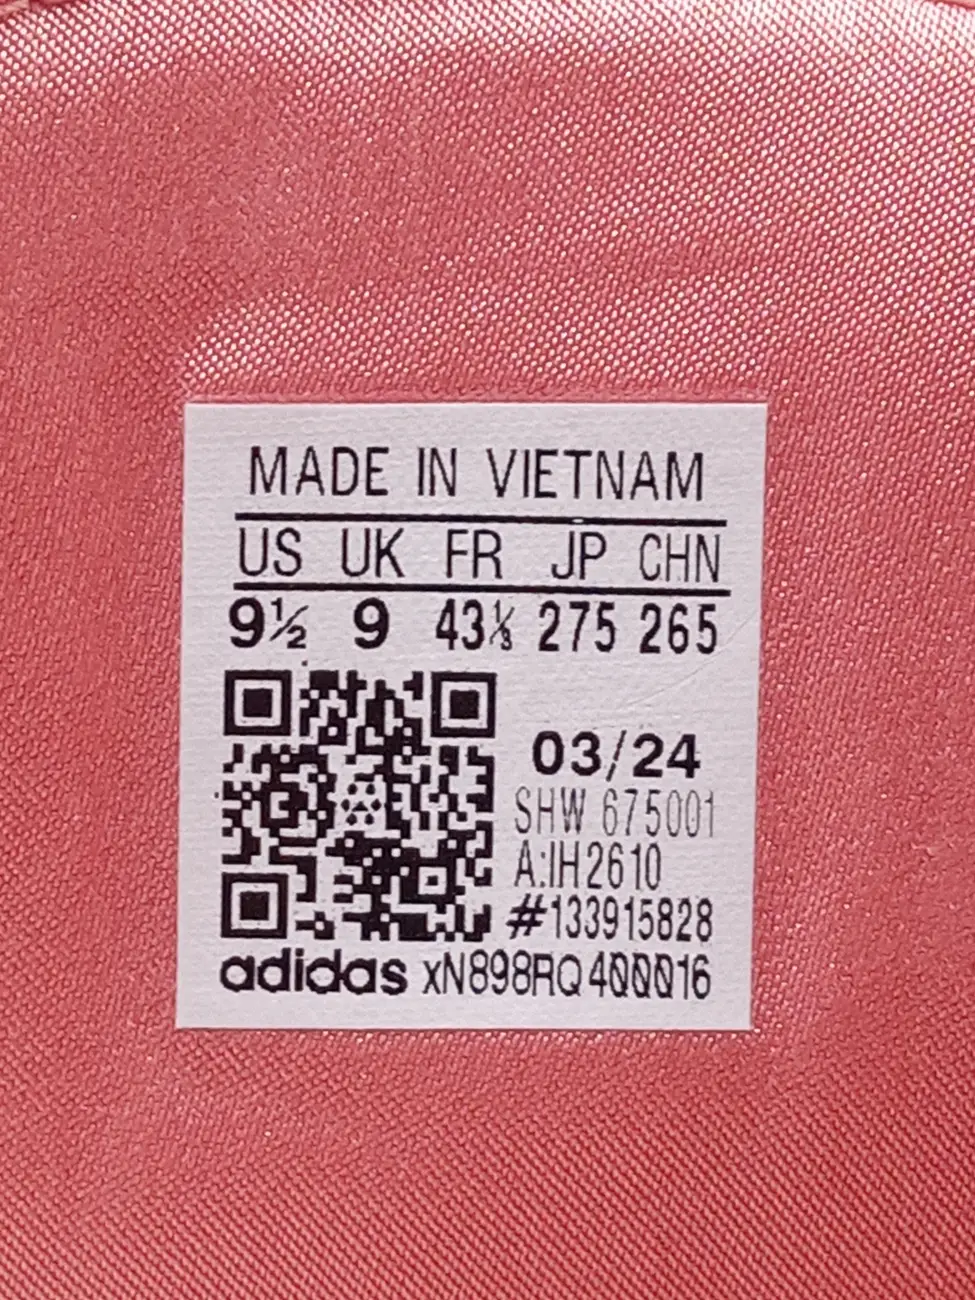 MADE IN VIETNAM
US UK FR JP CHN
9½ 9 43⅓ 275 265
03/24
SHW 675001
A:IH2610
#133915828
adidas xN898RQ400016